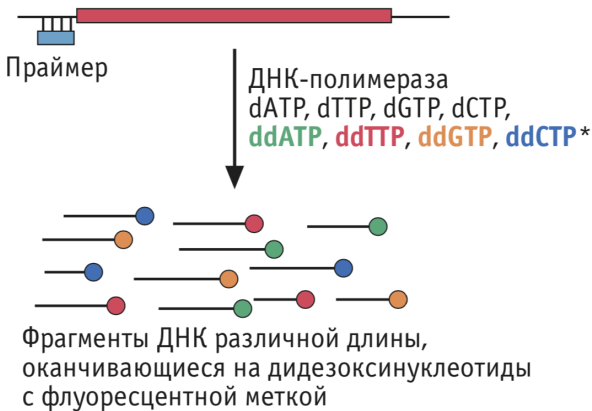 Праймер
ДНК-полимераза
dATP, dTTP, dGTP, dCTP,
ddATP, ddTTP, ddGTP, ddCTP*
Фрагменты ДНК различной длины,
оканчивающиеся на дидезоксинуклеотиды
с флуоресцентной меткой